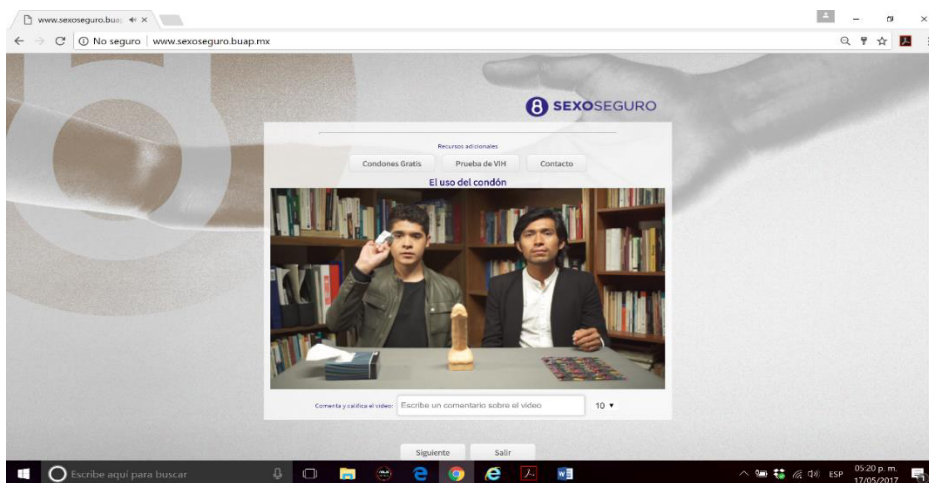 www.sexoseguro.bua
No seguro | www.sexoseguro.buap.mx
SEXOSEGURO
Recursos adicionales
Condones Gratis Prueba de VIH Contacto
El uso del condón
Comenta y califica el video: Escribe un comentario sobre el video 10
Siguiente Salir
Escribe aquí para buscar ESP 05:20 p. m.
17/05/2017